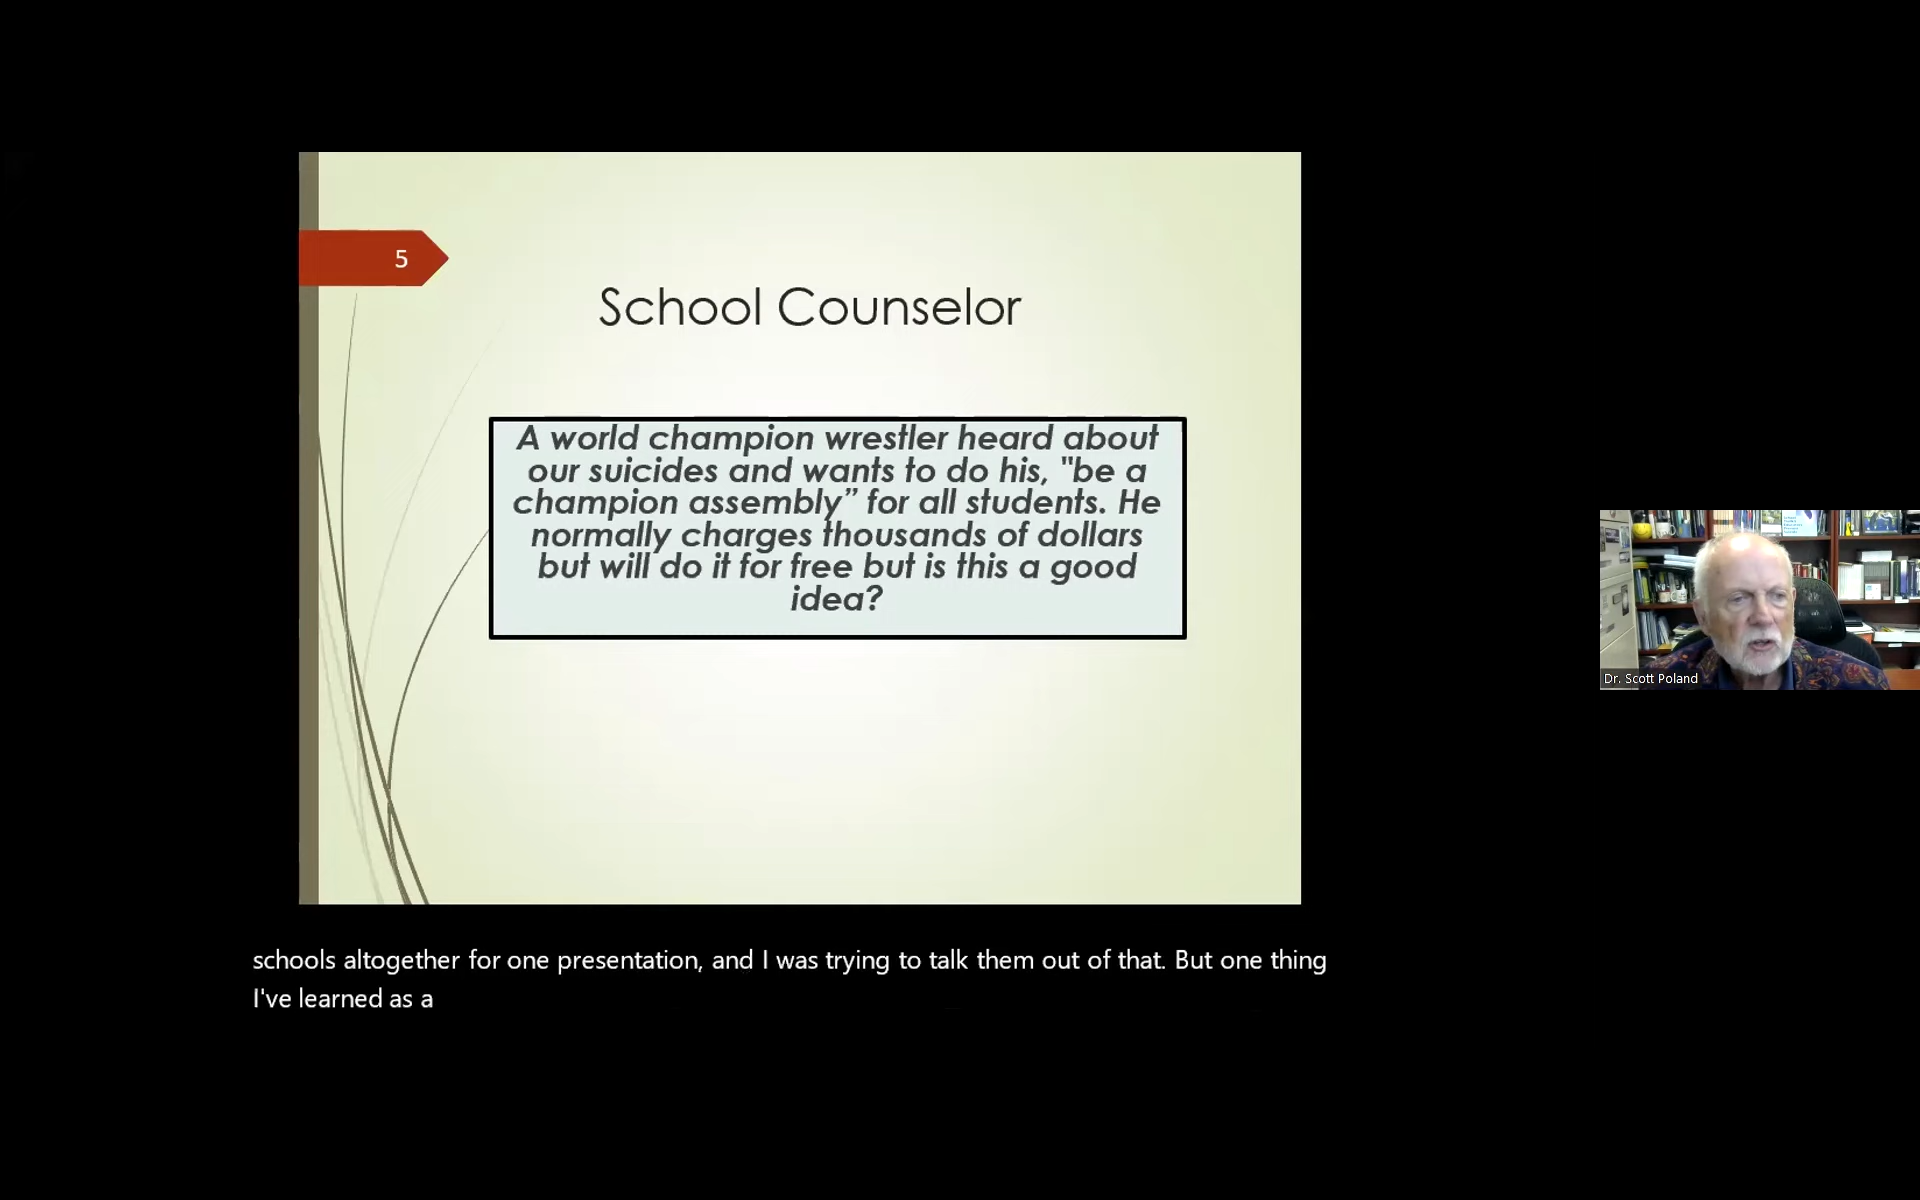 5
School Counselor
A world champion wrestler heard about
our suicides and wants to do his, "be a
champion assembly” for all students. He
normally charges thousands of dollars
but will do it for free but is this a good
idea?
Dr. Scott Poland
schools altogether for one presentation, and I was trying to talk them out of that. But one thing
I've learned as a